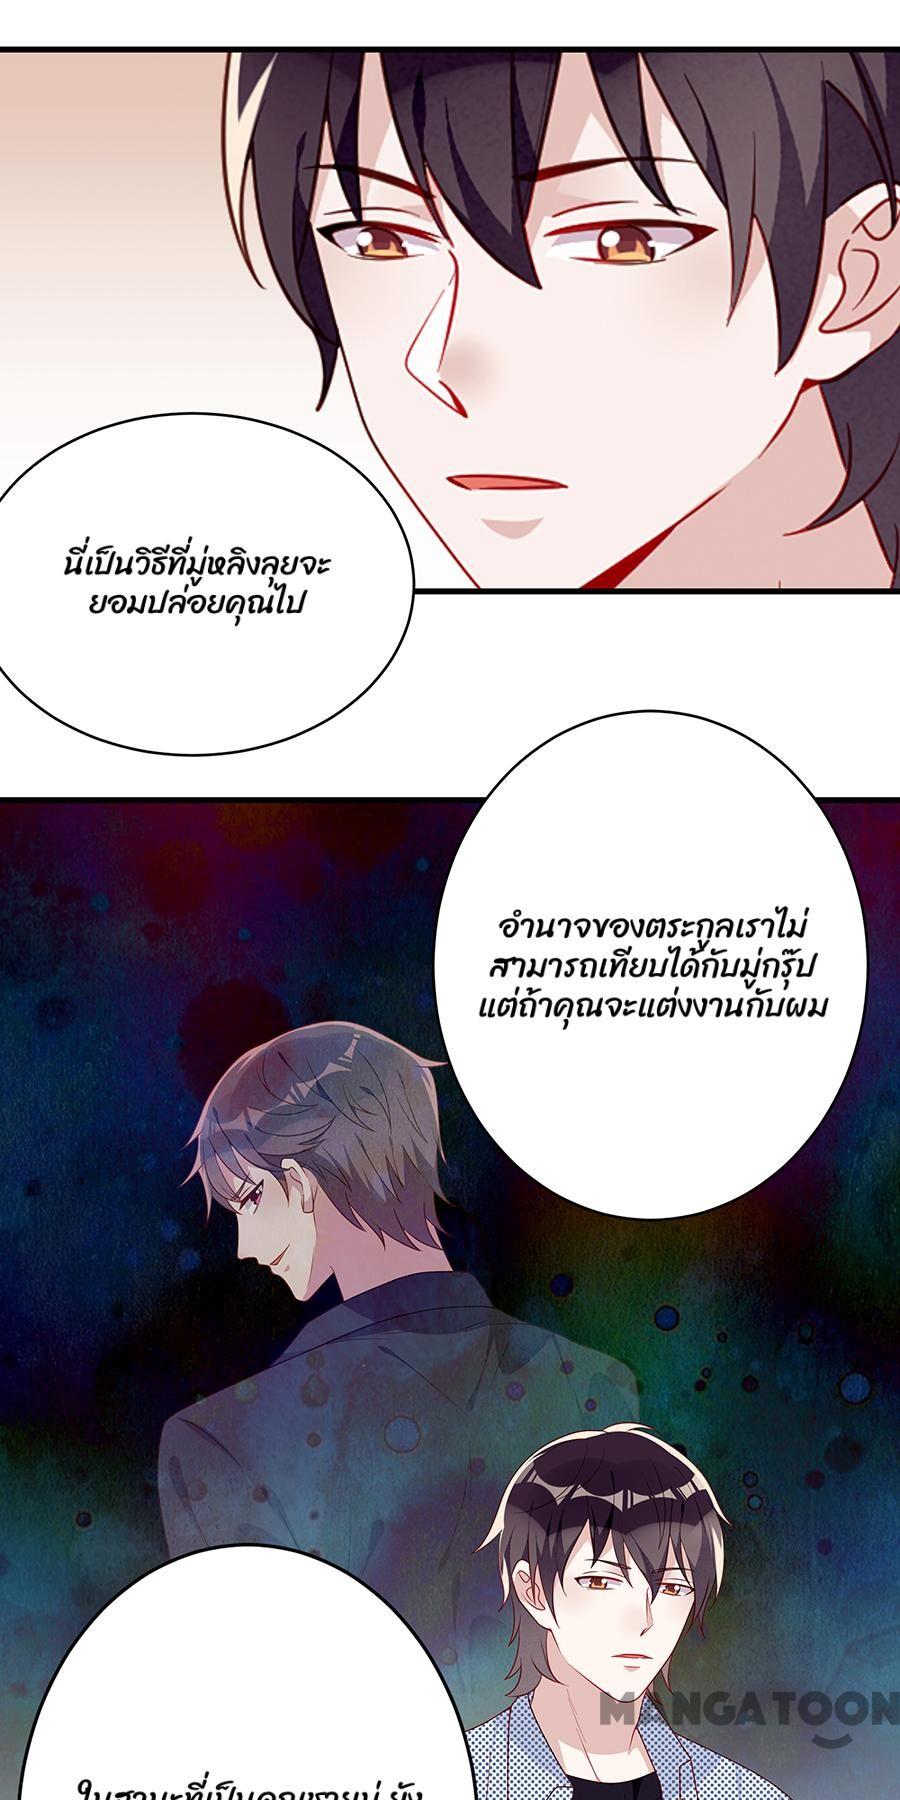 นี่เป็นวิธีที่มู่หลิงลุยจะ
ยอมปล่อยคุณไป
อำนาจของตระกูลเราไม่
สามารถเทียบได้กับมู่กรุ๊ป
แต่ถ้าคุณจะแต่งงานกับผม
MANGATOON